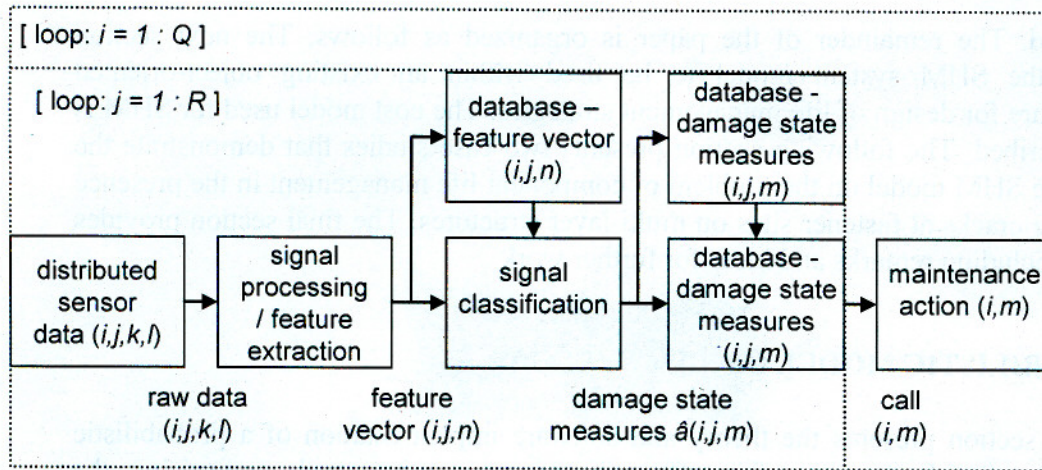 [ loop: i = 1 : Q ]
[ loop: j = 1 : R ]
database –
feature vector
(i,j,n)
database -
damage state
measures
(i,j,m)
distributed
sensor
data (i,j,k,l)
signal
processing
/ feature
extraction
signal
classification
database -
damage state
measures
(i,j,m)
maintenance
action (i,m)
raw data
(i,j,k,l)
feature
vector (i,j,n)
damage state
measures â(i,j,m)
call
(i,m)